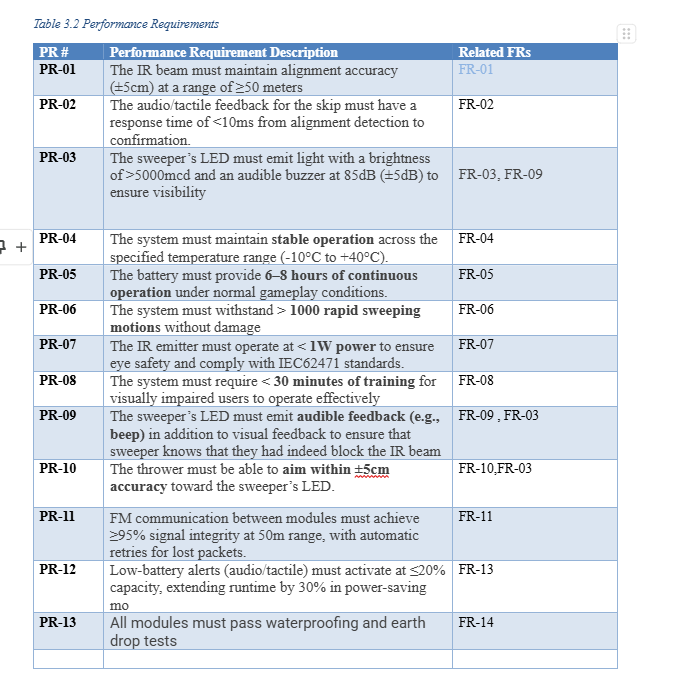 Table 3.2 Performance Requirements
PR # Performance Requirement Description Related FRs
PR-01 The IR beam must maintain alignment accuracy FR-01
(±5cm) at a range of ≥50 meters
PR-02 The audio/tactile feedback for the skip must have a FR-02
response time of <10ms from alignment detection to
confirmation.
PR-03 The sweeper's LED must emit light with a brightness
of >5000mcd and an audible buzzer at 85dB (±5dB) to FR-03, FR-09
ensure visibility
PR-04 The system must maintain stable operation across the FR-04
specified temperature range (-10°C to +40°C).
PR-05 The battery must provide 6–8 hours of continuous FR-05
operation under normal gameplay conditions.
PR-06 The system must withstand > 1000 rapid sweeping FR-06
motions without damage
PR-07 The IR emitter must operate at < 1W power to ensure FR-07
eye safety and comply with IEC62471 standards.
PR-08 The system must require < 30 minutes of training for FR-08
visually impaired users to operate effectively
PR-09 The sweeper's LED must emit audible feedback (e.g., FR-09 , FR-03
beep) in addition to visual feedback to ensure that
sweeper knows that they had indeed block the IR beam
PR-10 The thrower must be able to aim within ±5cm FR-10,FR-03
accuracy toward the sweeper's LED.
PR-11 FM communication between modules must achieve FR-11
≥95% signal integrity at 50m range, with automatic
retries for lost packets.
PR-12 Low-battery alerts (audio/tactile) must activate at ≤20% FR-13
capacity, extending runtime by 30% in power-saving
mo
PR-13 All modules must pass waterproofing and earth FR-14
drop tests